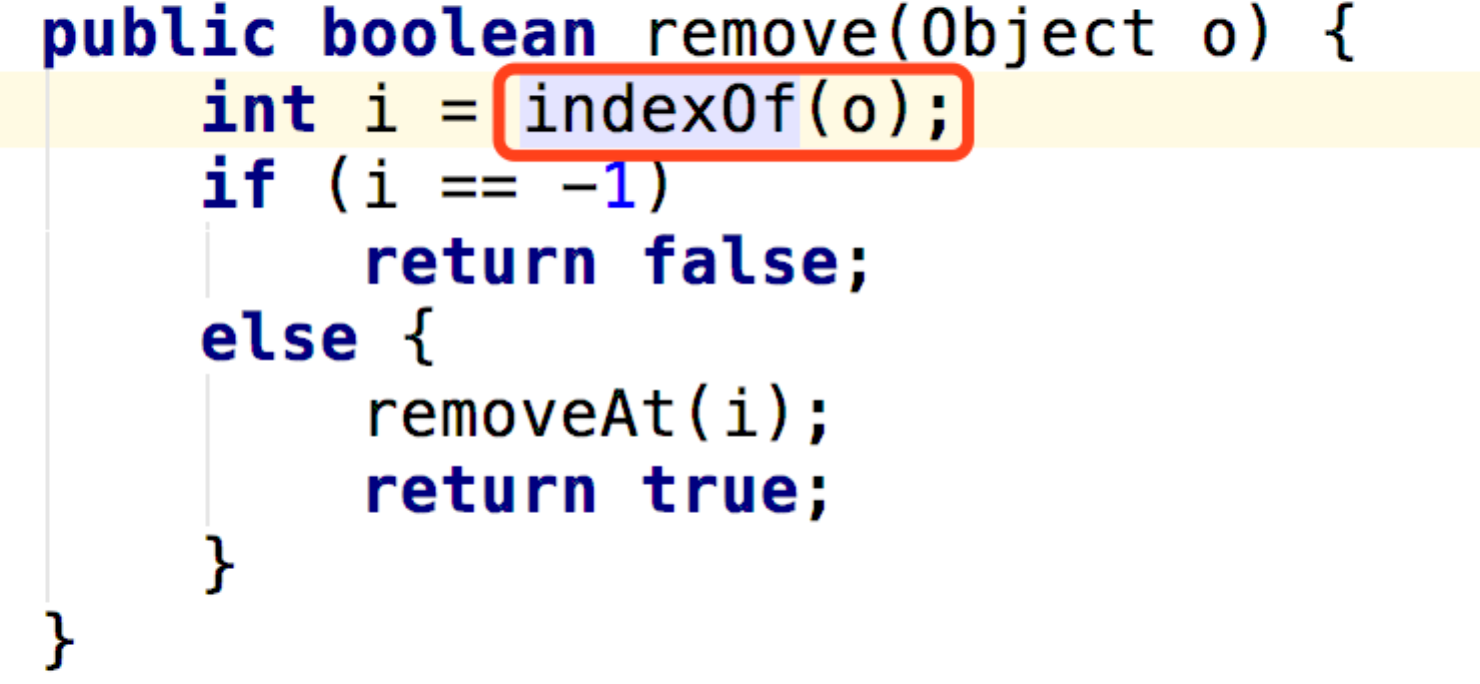 public boolean remove(Object o) {
int i = indexOf(o);
if (i == -1)
return false;
else {
removeAt(i);
return true;
}
}